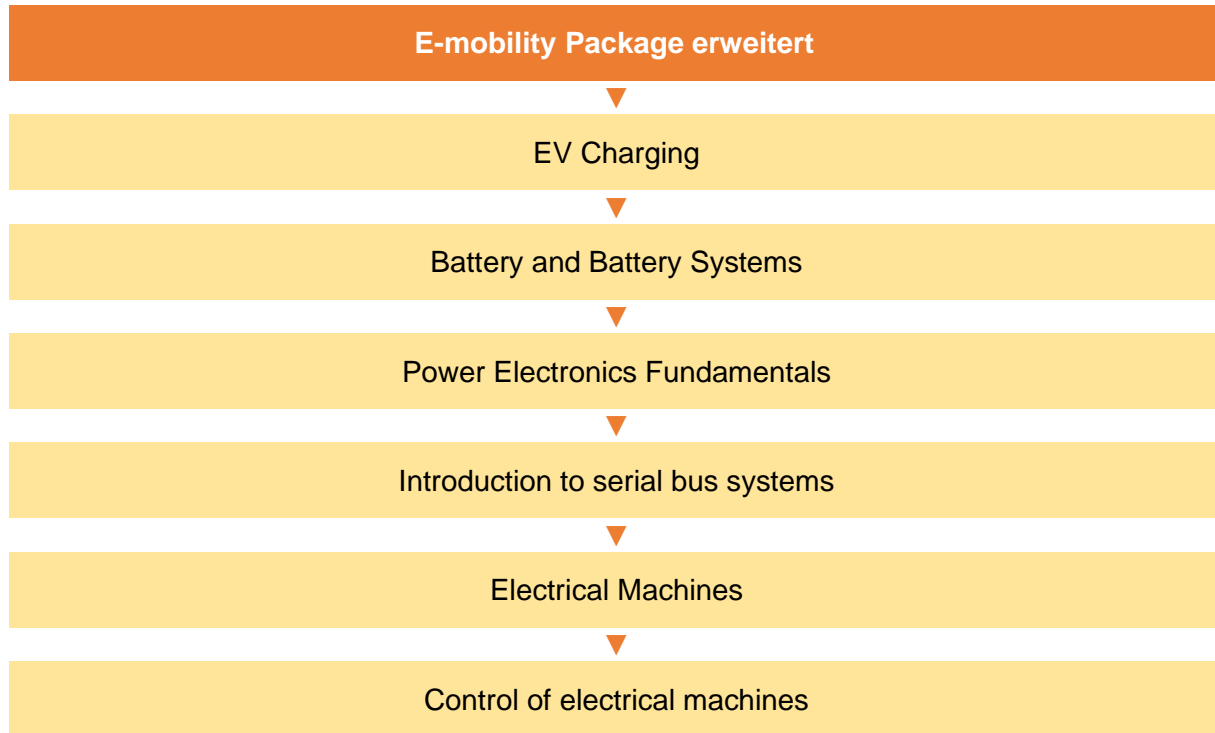 E-mobility Package erweitert
EV Charging
Battery and Battery Systems
Power Electronics Fundamentals
Introduction to serial bus systems
Electrical Machines
Control of electrical machines